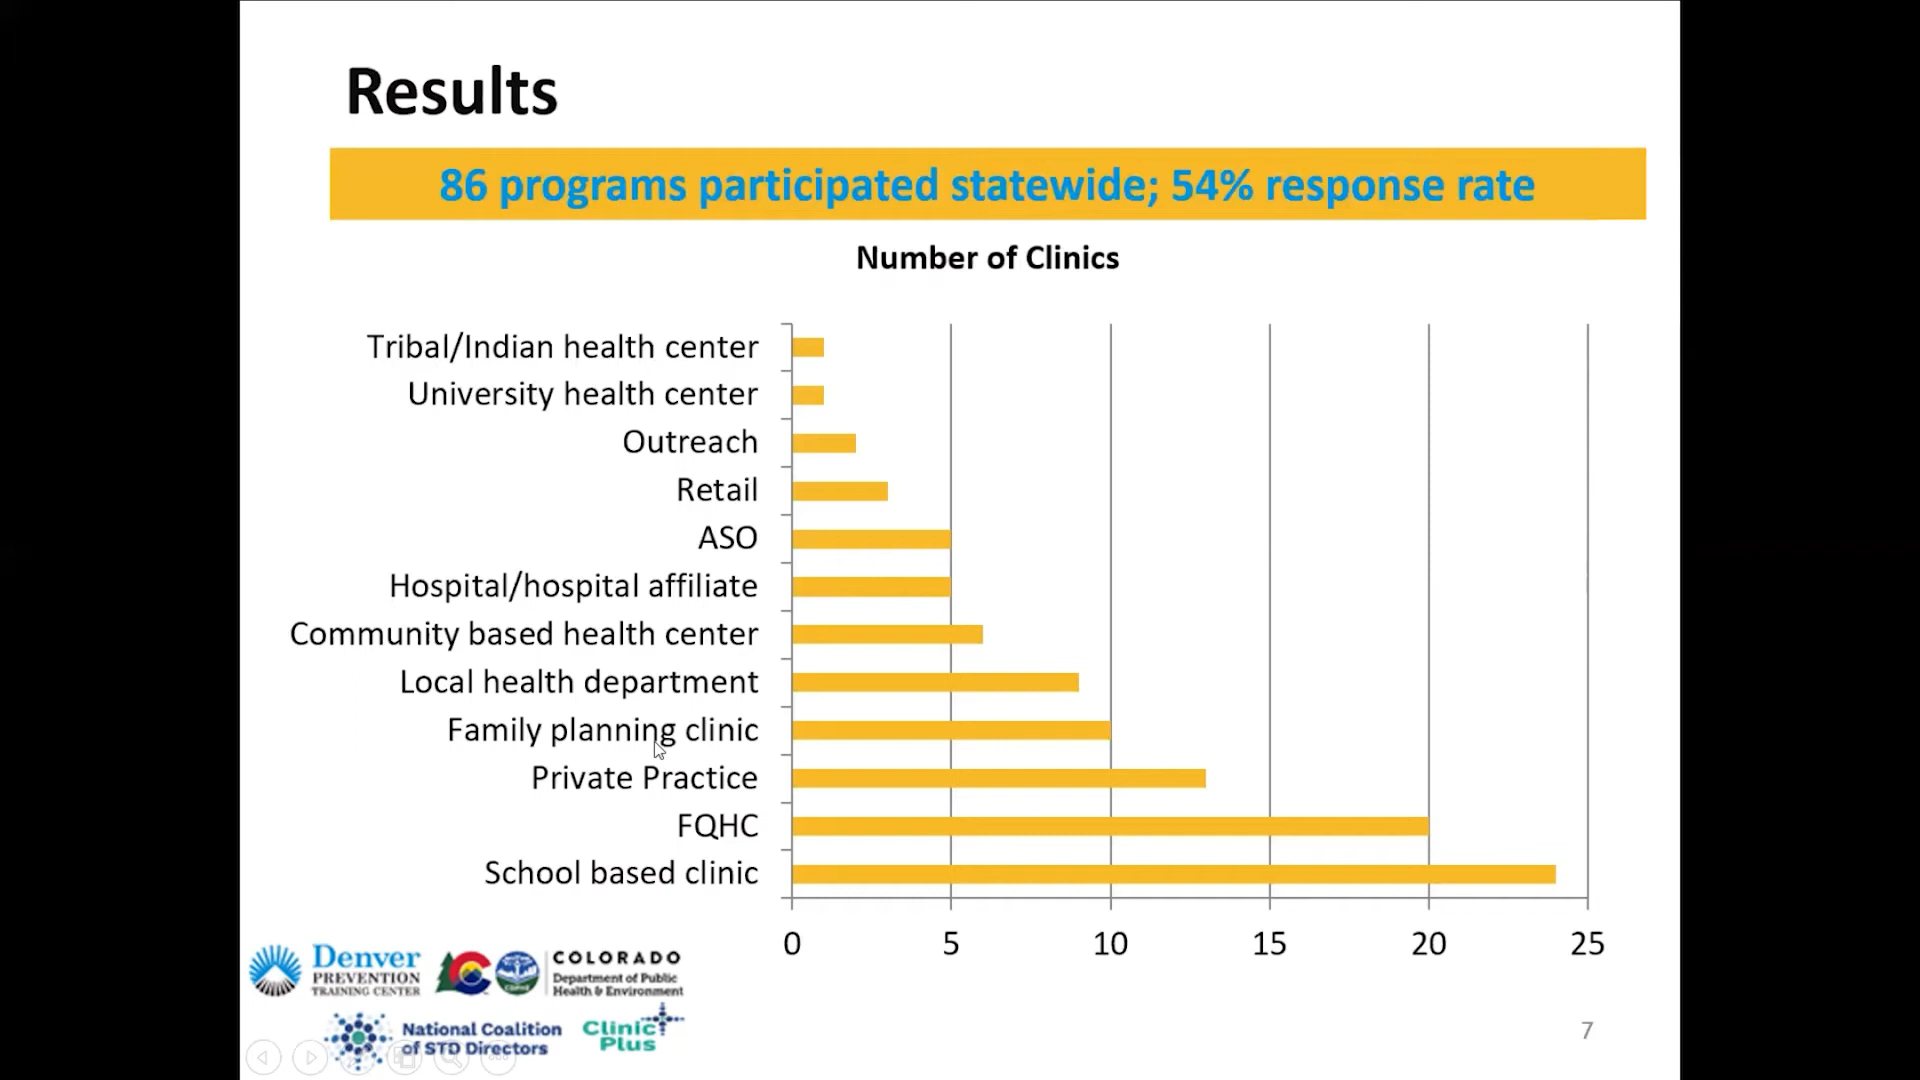 Results
86 programs participated statewide; 54% response rate
Number of Clinics
Tribal/Indian health center
University health center
Outreach
Retail
ASO
Hospital/hospital affiliate
Community based health center
Local health department
Family planning clinic
Private Practice
FQHC
School based clinic
0 5 10 15 20 25
Denver
PREVENTION
TRAINING CENTER
COLORADO
Department of Public
Health & Environment
National Coalition
of STD Directors
Clinic
Plus
7